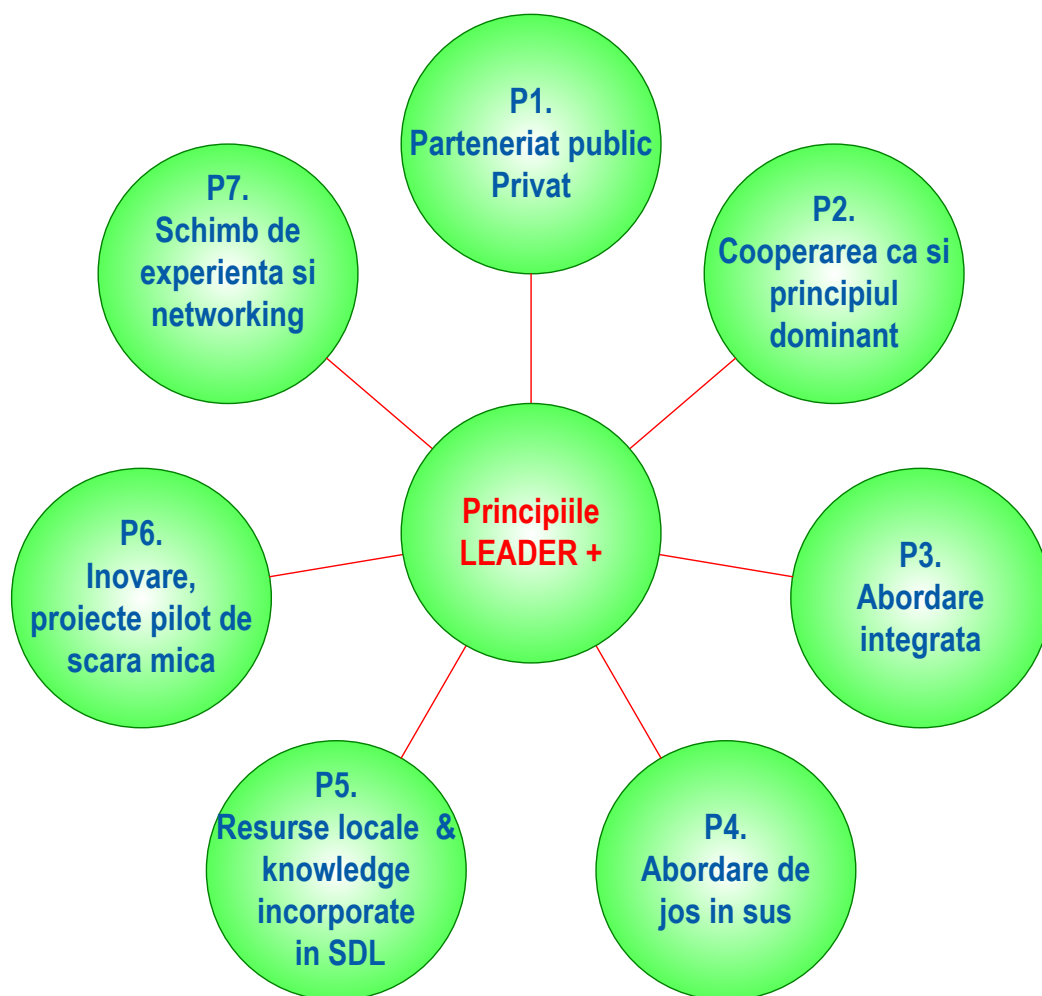 P1.
Parteneriat public
Privat
P2.
Cooperarea ca si
principiul
dominant
P3.
Abordare
integrata
P4.
Abordare de
jos in sus
P5.
Resurse locale  &
knowledge
incorporate
in SDL
P6.
Inovare,
proiecte pilot de
scara mica
P7.
Schimb de
experienta si
networking
Principiile
LEADER +